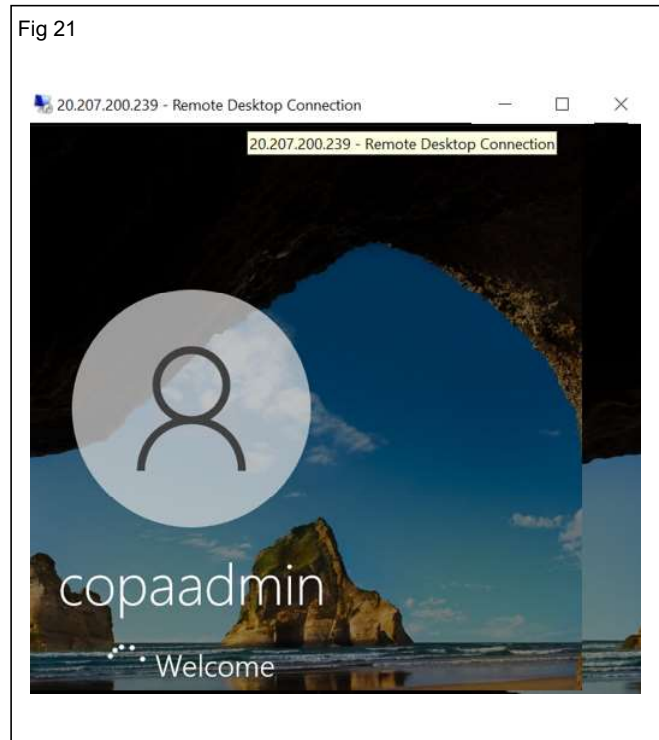 Fig 21
20.207.200.239 - Remote Desktop Connection
20.207.200.239 - Remote Desktop Connection
copaadmin
Welcome